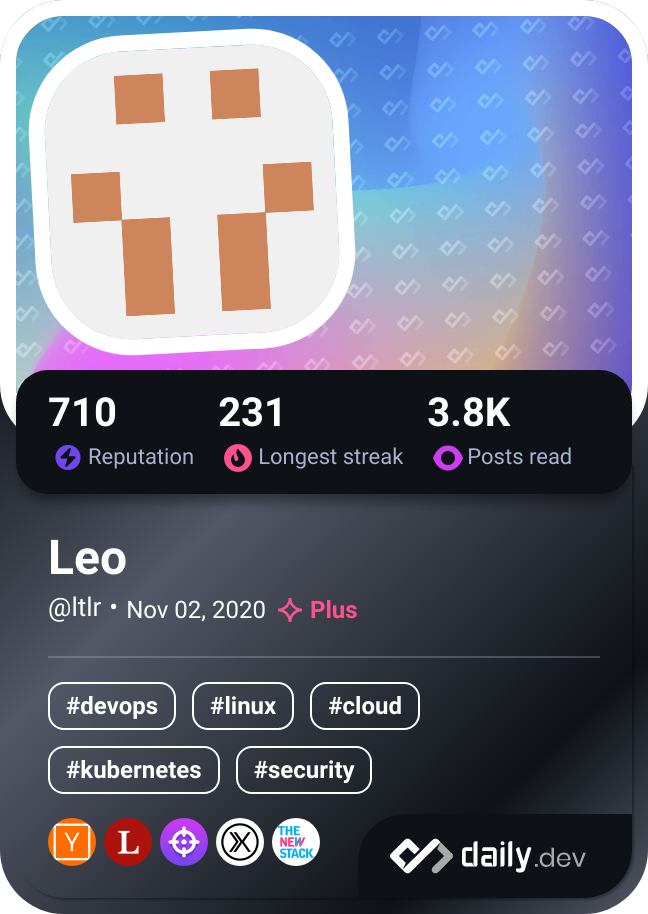 710 231 3.8K
Reputation Longest streak Posts read
Leo
@ltlr • Nov 02, 2020 Plus
#devops #linux #cloud
#kubernetes #security
Y L THE NEW STACK
daily.dev